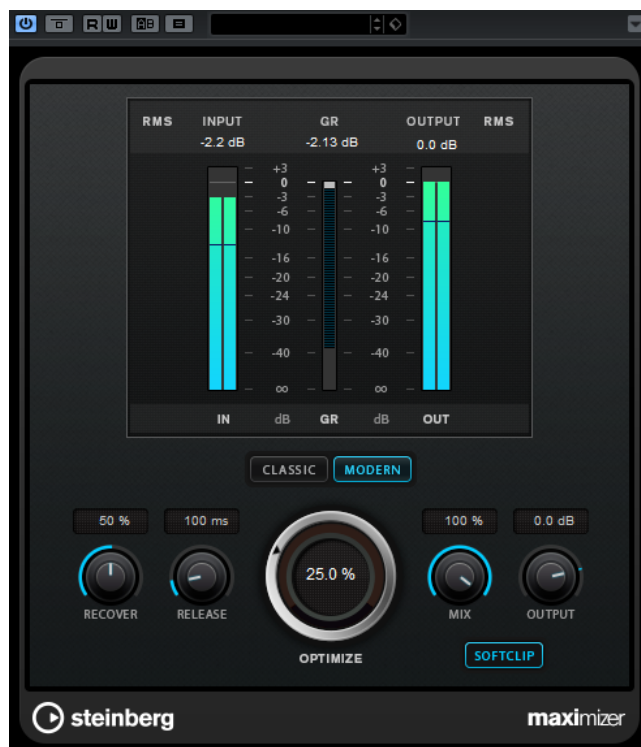 R W A B
RMS INPUT GR OUTPUT RMS
-2.2 dB -2.13 dB 0.0 dB
+3 +3
0 0
-3 -3
-6 -6
-10 -10
-16 -16
-20 -20
-24 -24
-30 -30
-40 -40
∞ ∞
IN dB GR dB OUT
CLASSIC MODERN
50 % 100 ms 100 % 0.0 dB
25.0 %
RECOVER RELEASE MIX OUTPUT
OPTIMIZE SOFTCLIP
steinberg maximizer